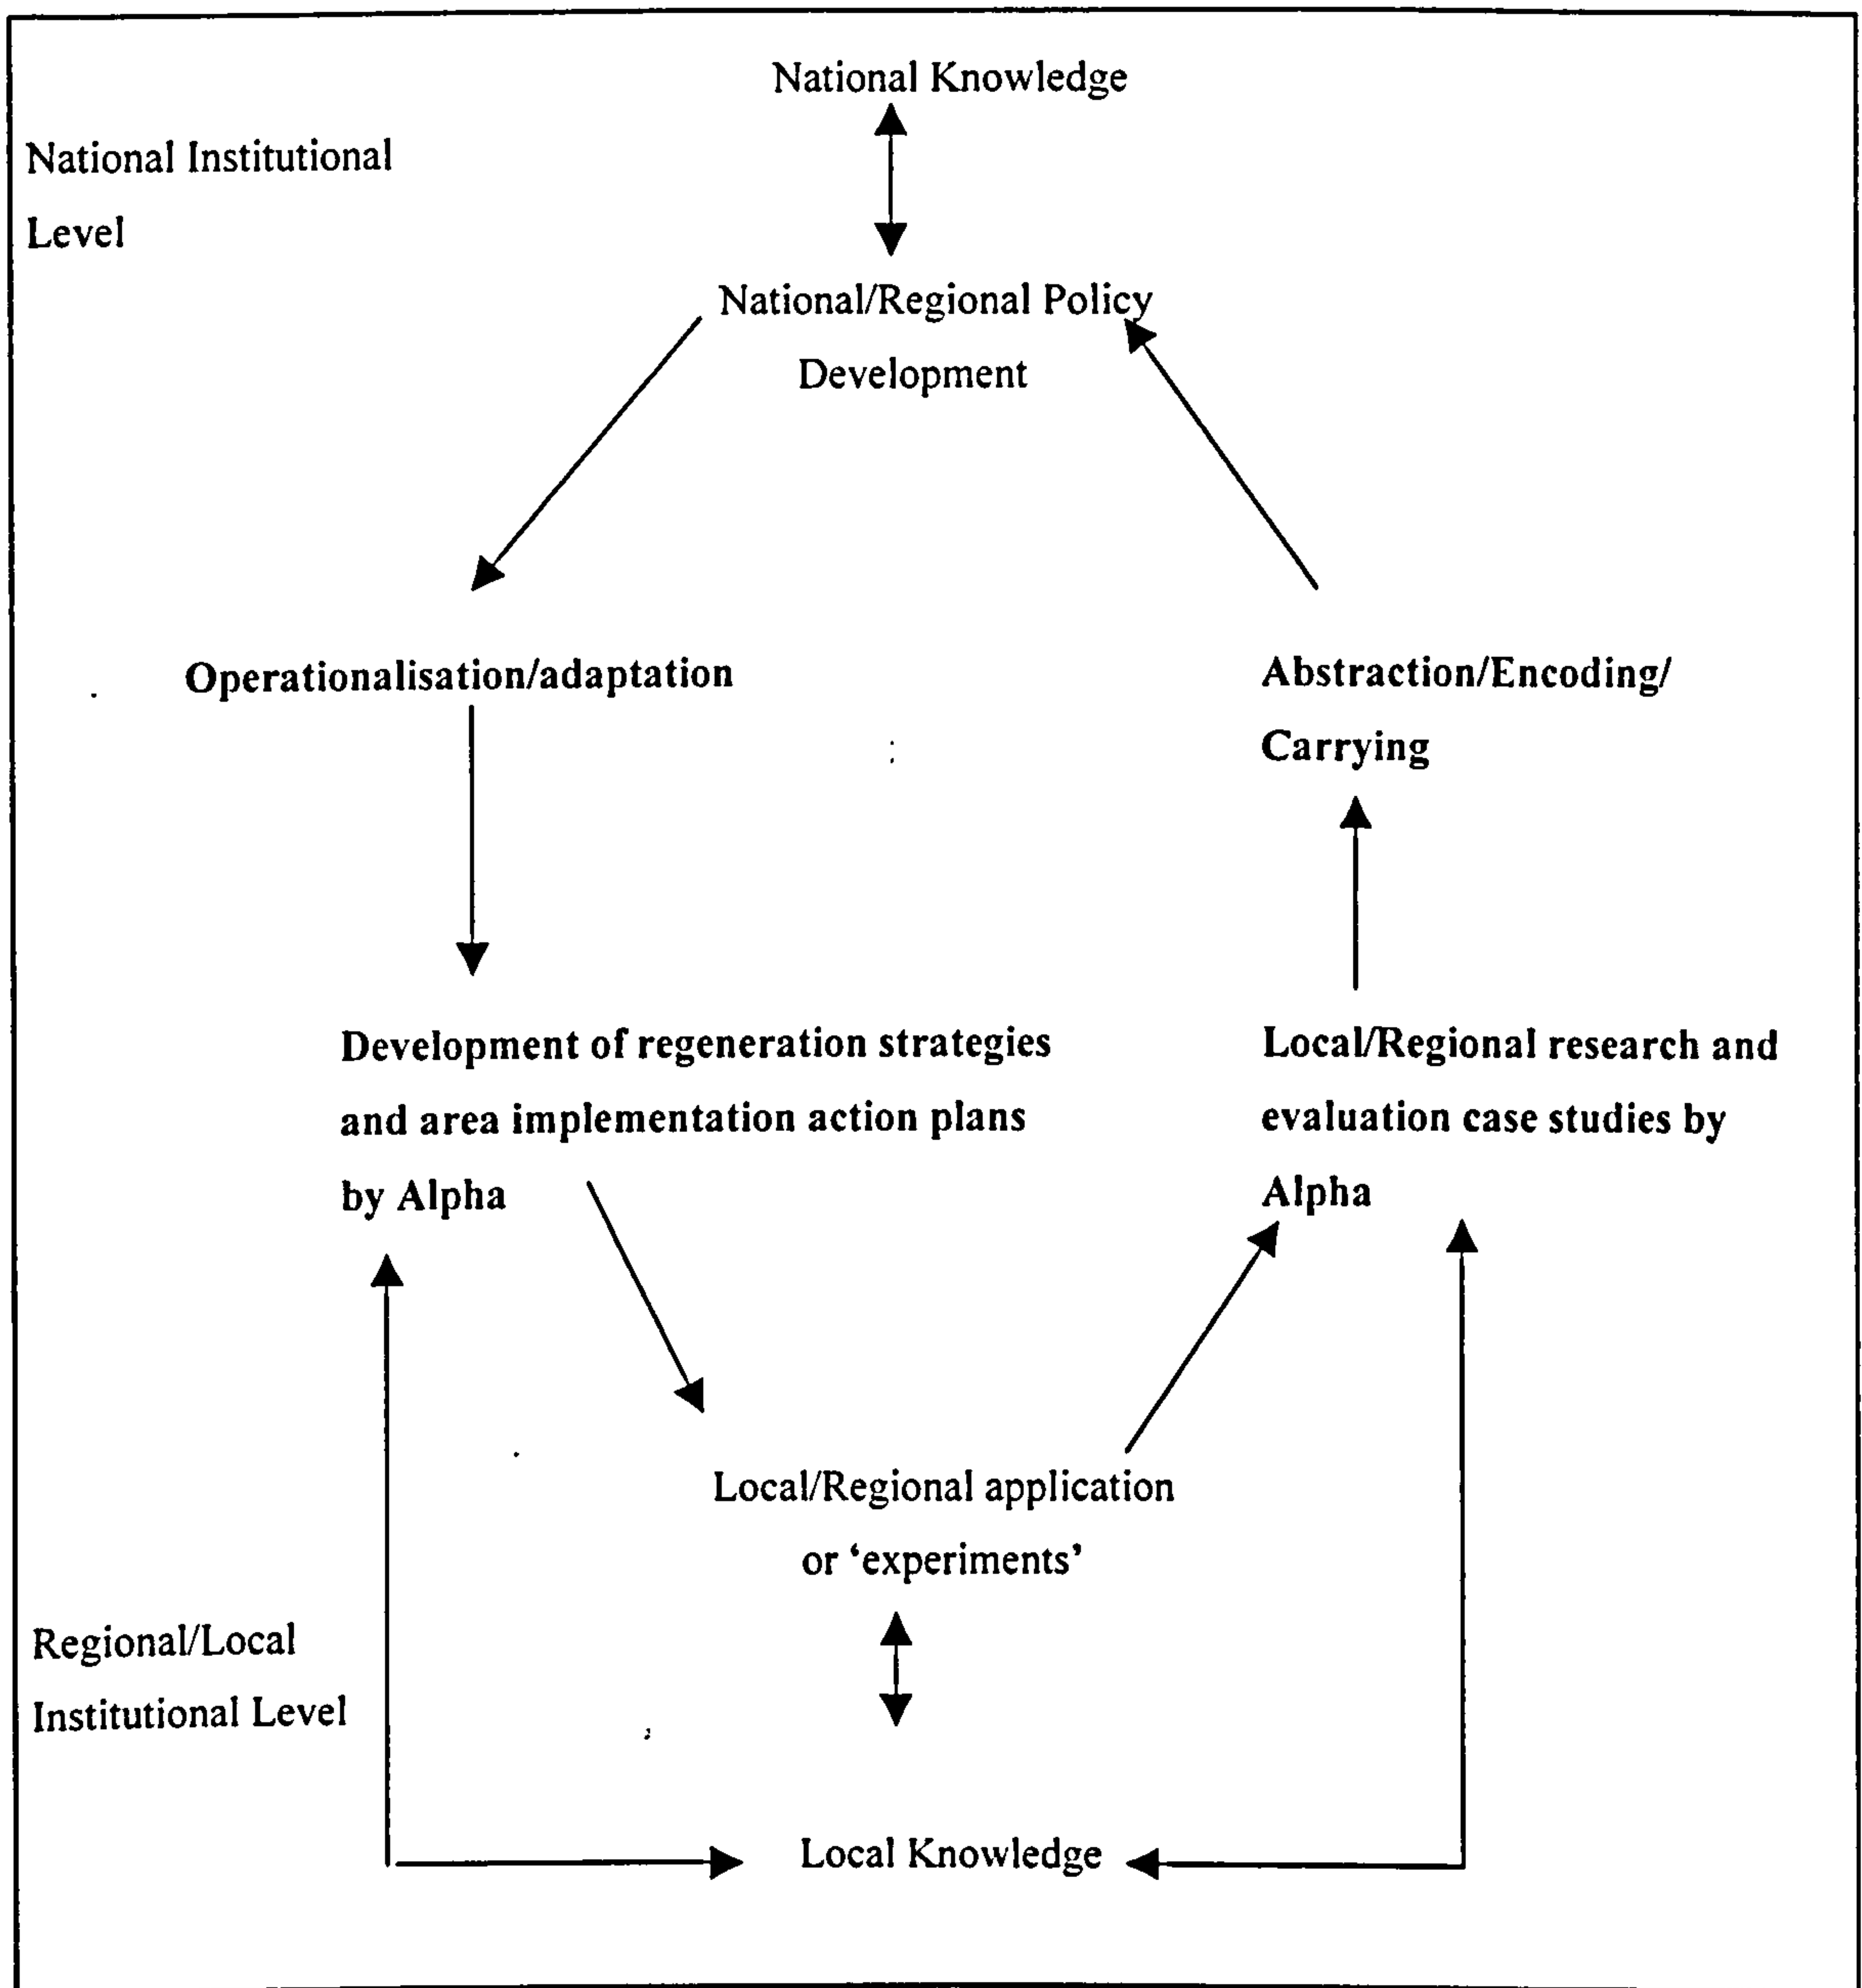 National Knowledge
National Institutional
Level
National/Regional Policy
Development
Operationalisation/adaptation
Abstraction/Encoding/
Carrying
Development of regeneration strategies
and area implementation action plans
by Alpha
Local/Regional research and
evaluation case studies by
Alpha
Local/Regional application
or ‘experiments’
Regional/Local
Institutional Level
Local Knowledge